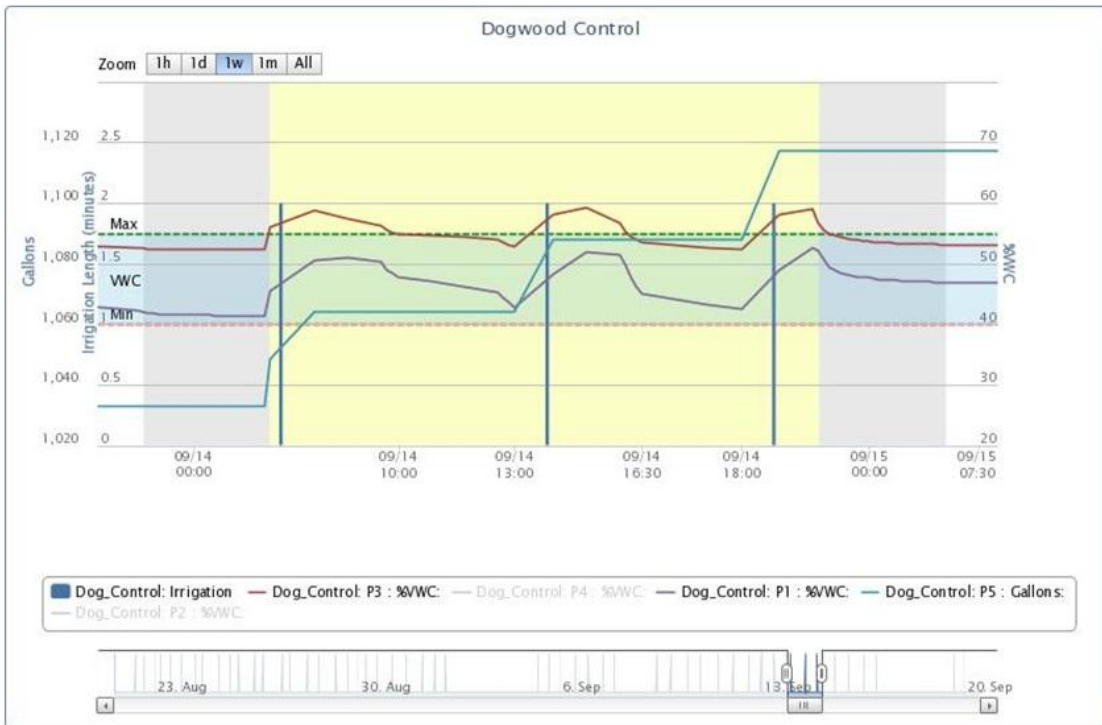 Dogwood Control
Zoom 1h 1d 1w 1m All
1,120 2.5 70
1,100 2 60
Max
1,080 1.5 50
VWC
Min
1,060 1 40
1,040 0.5 30
1,020 0 20
Gallons
Irrigation Length (minutes)
%VWC
09/14 09/14 09/14 09/14 09/14 09/15 09/15
00:00 10:00 13:00 16:30 18:00 00:00 07:30
Dog_Control: Irrigation Dog_Control: P3 : %VWC: Dog_Control: P4 : %VWC: Dog_Control: P1 : %VWC: Dog_Control: P5 : Gallons:
Dog_Control: P2 : %VWC:
23. Aug 30. Aug 6. Sep 13. Sep 20. Sep